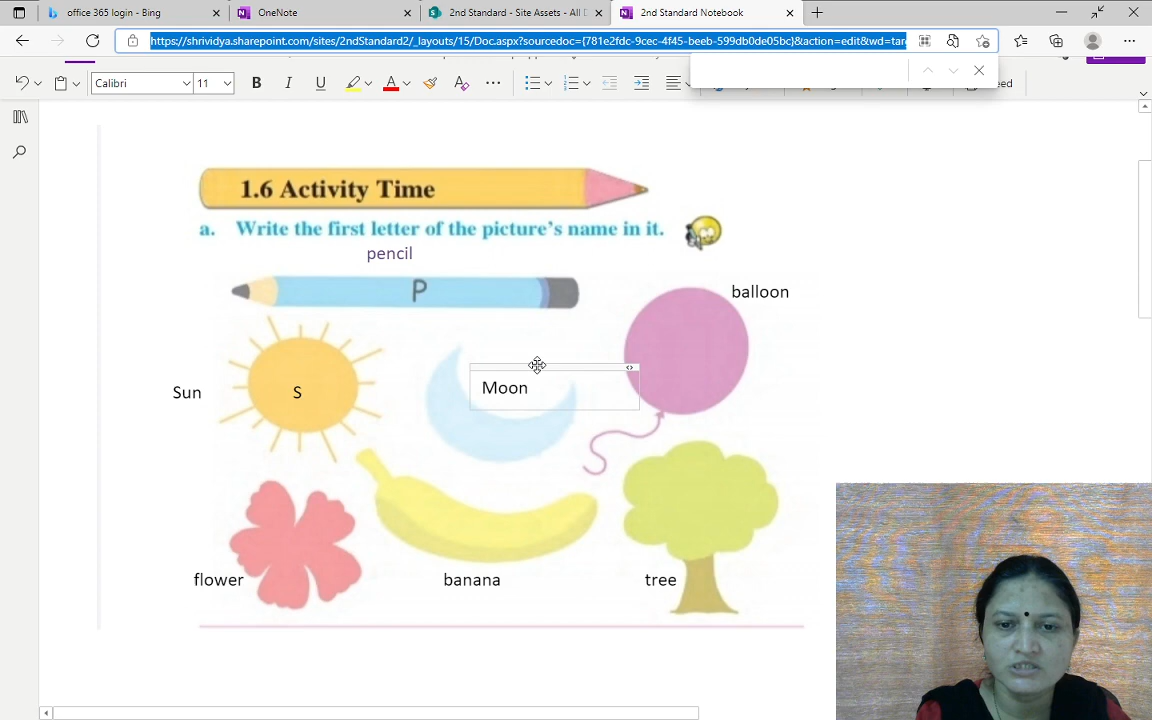 office 365 login - Bing
OneNote
2nd Standard - Site Assets - All D
2nd Standard Notebook
https://shrividya.sharepoint.com/sites/2ndStandard2/_layouts/15/Doc.aspx?sourcedoc={781e2fdc-9cec-4f45-beeb-599db0de05bc}&action=edit&wd=tar
Calibri
11
B I U A
eed
1.6 Activity Time
a. Write the first letter of the picture's name in it.
pencil
P
balloon
Sun
S
Moon
flower
banana
tree